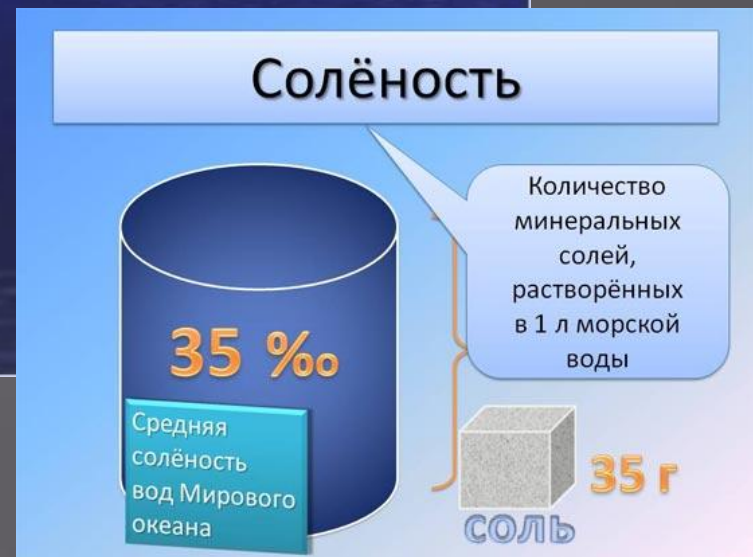 Солёность
Количество
минеральных
солей,
растворённых
в 1 л морской
воды
35 ‰
Средняя
солёность
вод Мирового
океана
35 г
соль